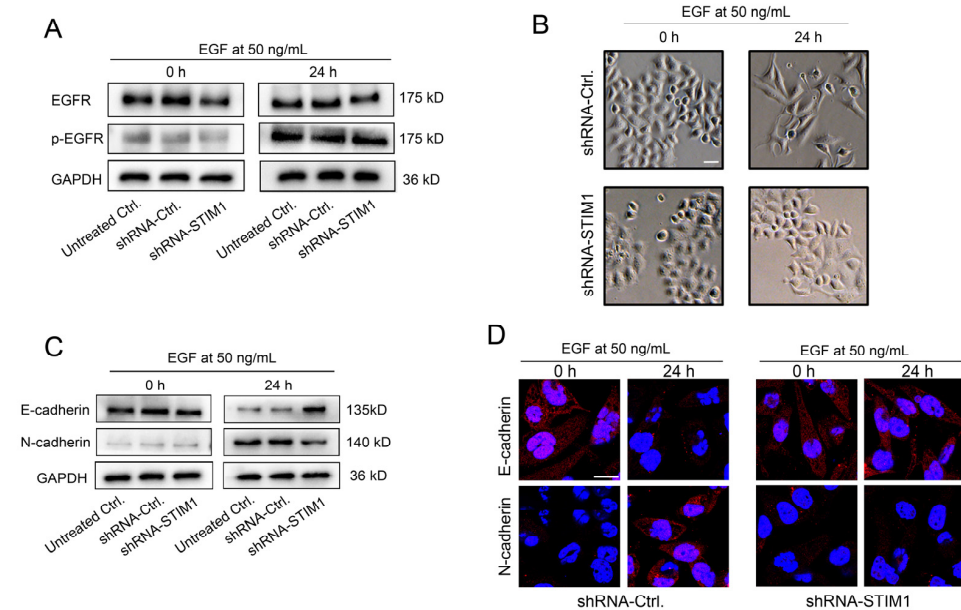 A
EGF at 50 ng/mL
0 h 24 h
EGFR 175 kD
p-EGFR 175 kD
GAPDH 36 kD
Untreated Ctrl. shRNA-Ctrl. shRNA-STIM1 Untreated Ctrl. shRNA-Ctrl. shRNA-STIM1
B
EGF at 50 ng/mL
0 h 24 h
shRNA-Ctrl.
shRNA-STIM1
C
EGF at 50 ng/mL
0 h 24 h
E-cadherin 135kD
N-cadherin 140 kD
GAPDH 36 kD
Untreated Ctrl. shRNA-Ctrl. shRNA-STIM1 Untreated Ctrl. shRNA-Ctrl. shRNA-STIM1
D
EGF at 50 ng/mL EGF at 50 ng/mL
0 h 24 h 0 h 24 h
E-cadherin
N-cadherin
shRNA-Ctrl. shRNA-STIM1